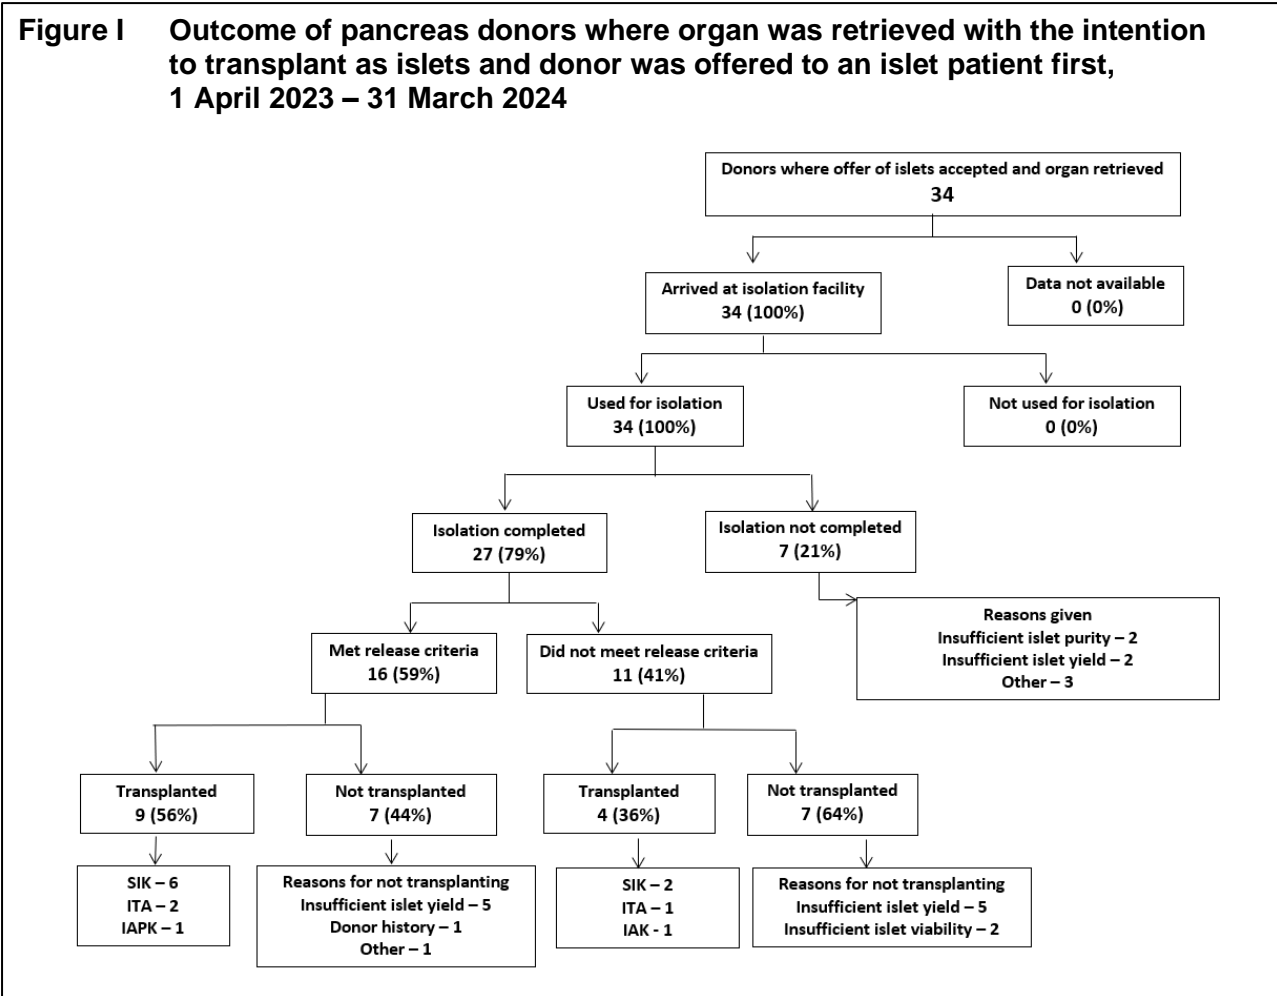 Figure I Outcome of pancreas donors where organ was retrieved with the intention
to transplant as islets and donor was offered to an islet patient first,
1 April 2023 – 31 March 2024
Donors where offer of islets accepted and organ retrieved
34
Arrived at isolation facility
34 (100%)
Data not available
0 (0%)
Used for isolation
34 (100%)
Not used for isolation
0 (0%)
Isolation completed
27 (79%)
Isolation not completed
7 (21%)
Reasons given
Insufficient islet purity – 2
Insufficient islet yield – 2
Other – 3
Met release criteria
16 (59%)
Did not meet release criteria
11 (41%)
Transplanted
9 (56%)
Not transplanted
7 (44%)
Transplanted
4 (36%)
Not transplanted
7 (64%)
SIK – 6
ITA – 2
IAPK – 1
Reasons for not transplanting
Insufficient islet yield – 5
Donor history – 1
Other – 1
SIK – 2
ITA – 1
IAK - 1
Reasons for not transplanting
Insufficient islet yield – 5
Insufficient islet viability – 2